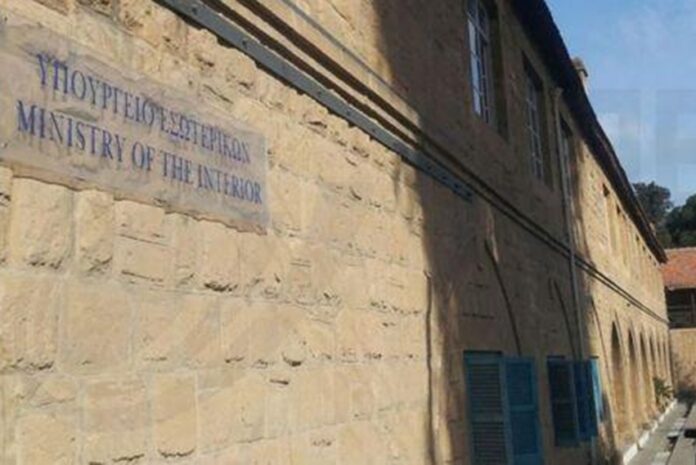 ΥΠΟΥΡΓΕΙΟ ΕΣΩΤΕΡΙΚΩΝ
MINISTRY OF THE INTERIOR